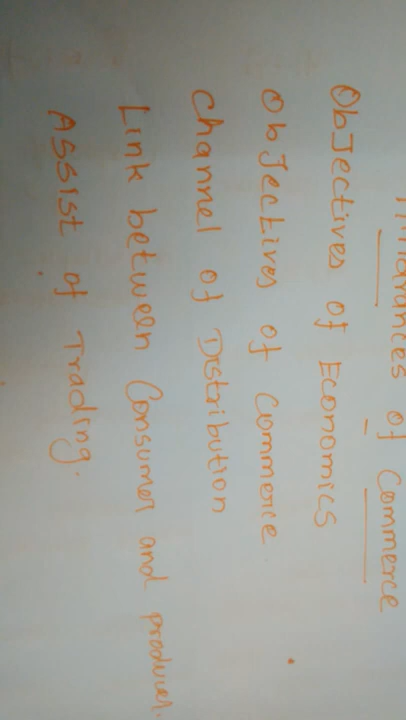 of Commerce
Objectives of Economics
Objectives of Commerce
Channel of Distribution
Link between Consumer and producer.
Assist of Trading.